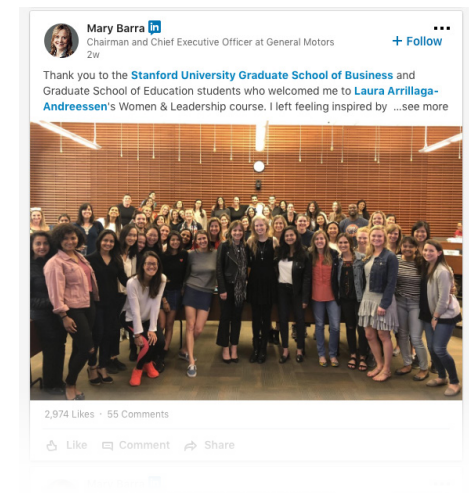 Mary Barra in
Chairman and Chief Executive Officer at General Motors
2w
+ Follow
Thank you to the Stanford University Graduate School of Business and
Graduate School of Education students who welcomed me to Laura Arrillaga-
Andreessen's Women & Leadership course. I left feeling inspired by ...see more
2,974 Likes · 55 Comments
Like Comment Share